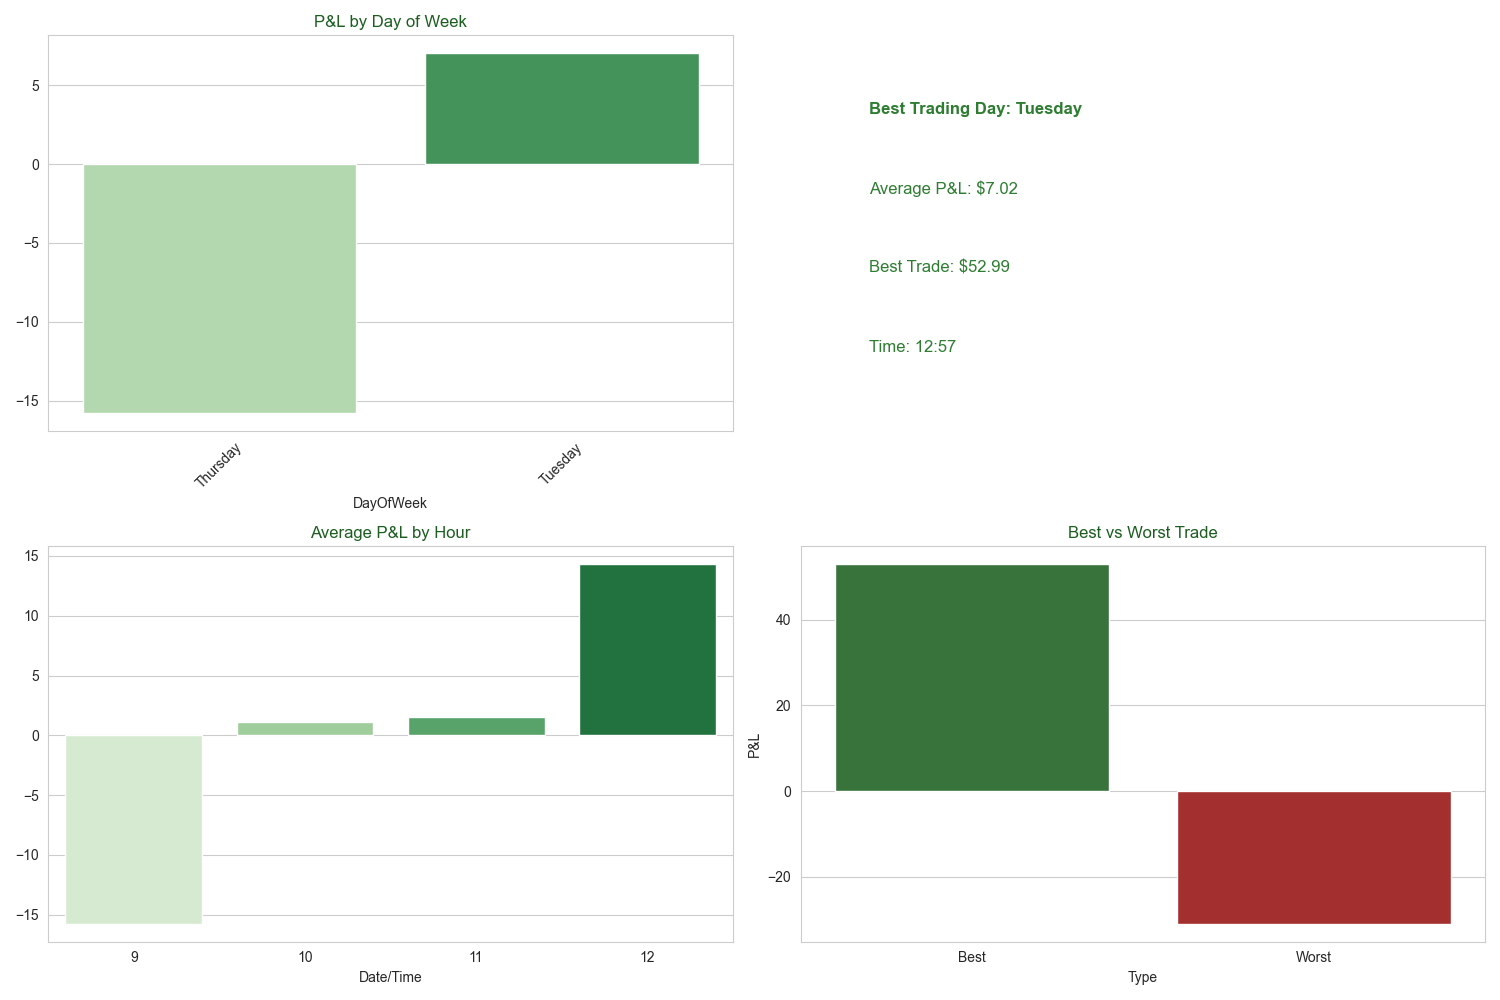 P&L by Day of Week
5
0
−5
−10
−15
Thursday
Tuesday
DayOfWeek
Best Trading Day: Tuesday
Average P&L: $7.02
Best Trade: $52.99
Time: 12:57
Average P&L by Hour
15
10
5
0
−5
−10
−15
9
10
11
12
Date/Time
Best vs Worst Trade
P&L
40
20
0
−20
Best
Worst
Type